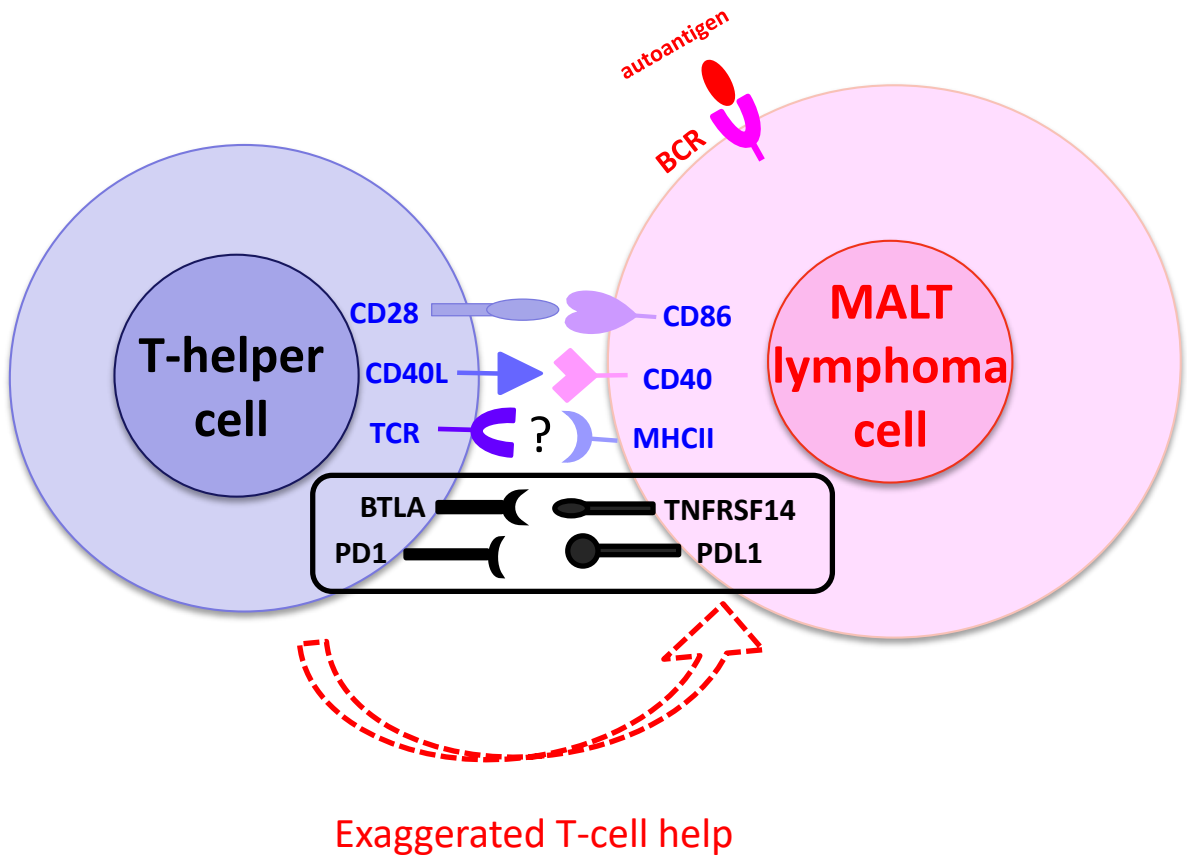 autoantigen
BCR
T-helper
cell
MALT
lymphoma
cell
CD28
CD86
CD40L
CD40
TCR
?
MHCII
BTLA
TNFRSF14
PD1
PDL1
Exaggerated T-cell help